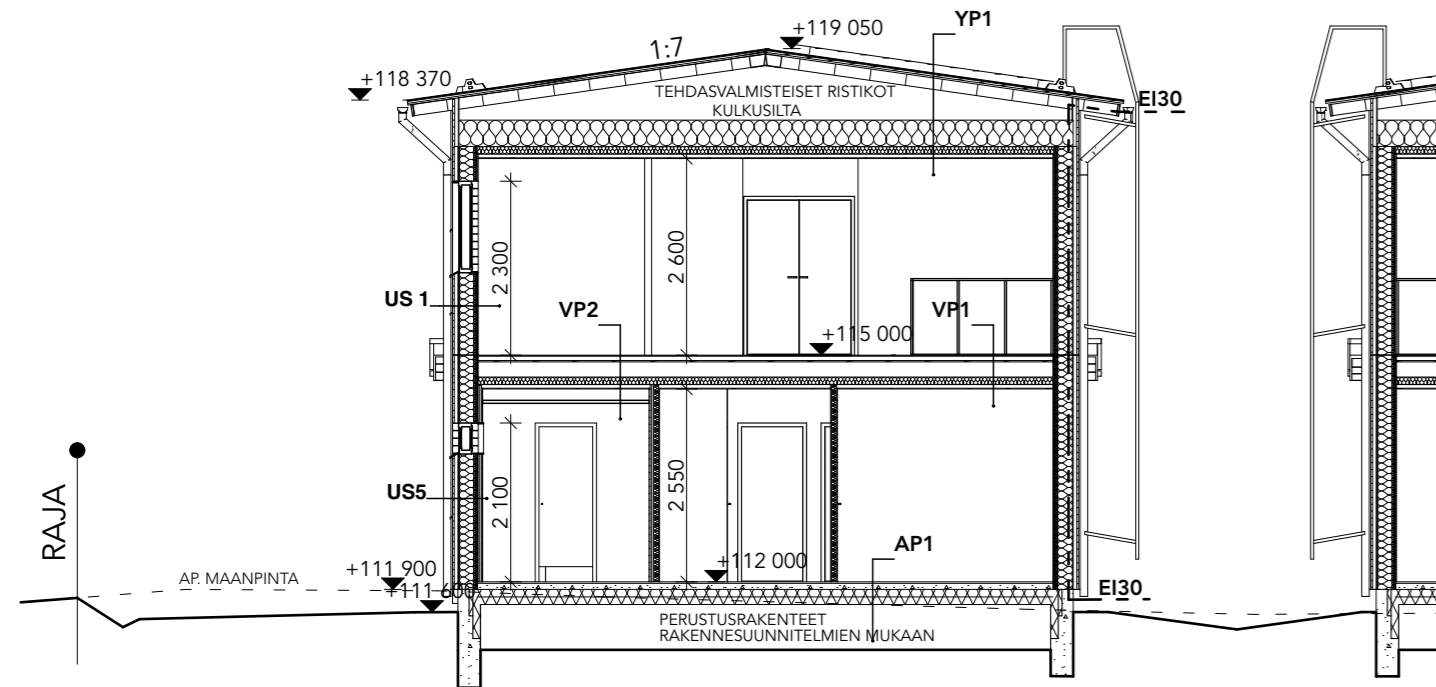 +119 050
YP1
1:7
+118 370
TEHDASVALMISTEISET RISTIKOT
KULKUSILTA
EI30
2 300
2 600
US 1
VP2
VP1
+115 000
RAJA
US5
2 100
2 550
AP1
+112 000
+111 900
AP. MAANPINTA
+111 600
EI30
PERUSTUSRAKENTEET
RAKENNESUUNNITELMIEN MUKAAN